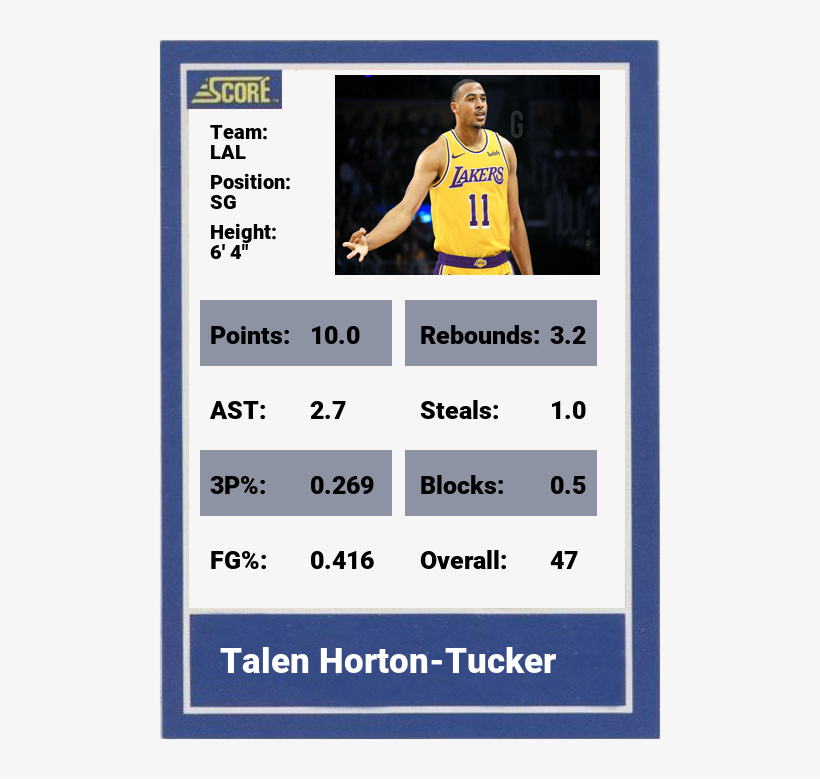 SCORE
Team:
LAL
Position:
SG
Height:
6' 4"
wish
LAKERS
11
G
Points: 10.0 Rebounds: 3.2
AST: 2.7 Steals: 1.0
3P%: 0.269 Blocks: 0.5
FG%: 0.416 Overall: 47
Talen Horton-Tucker